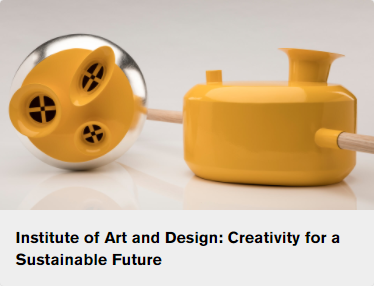 Institute of Art and Design: Creativity for a
Sustainable Future